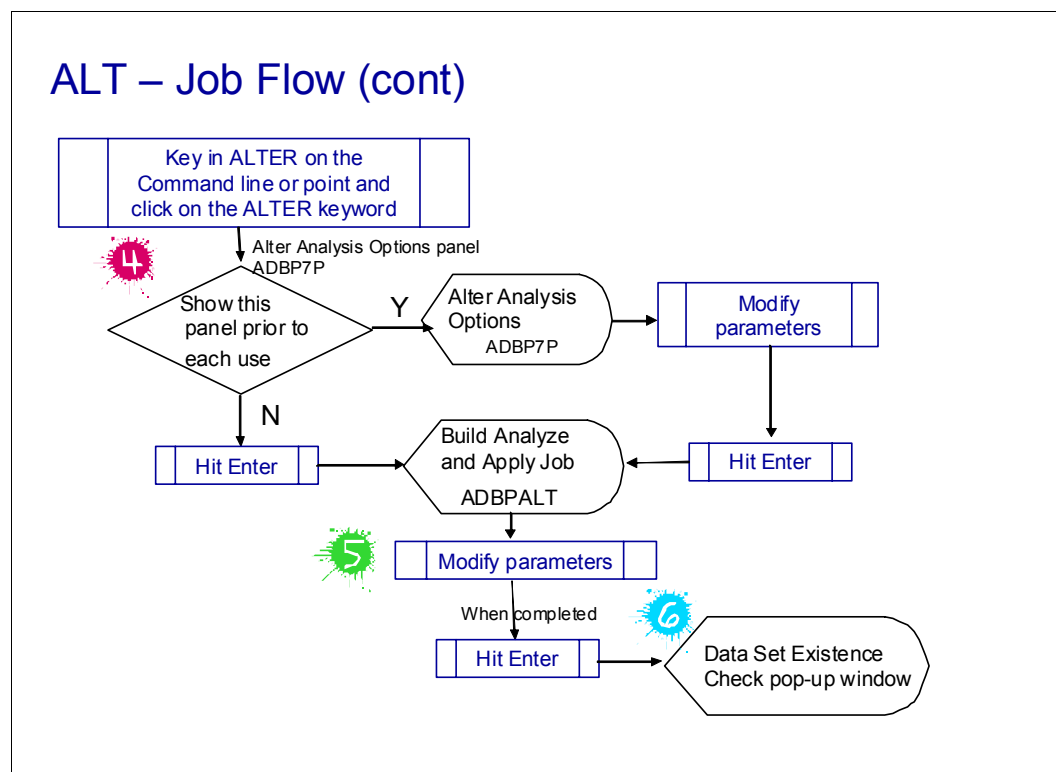 ALT – Job Flow (cont)
Key in ALTER on the
Command line or point and
click on the ALTER keyword
4
Alter Analysis Options panel
ADBP7P
Show this
panel prior to
each use
Y
Alter Analysis
Options
ADBP7P
Modify
parameters
N
Hit Enter
Build Analyze
and Apply Job
ADBPALT
Hit Enter
5
Modify parameters
When completed
6
Hit Enter
Data Set Existence
Check pop-up window